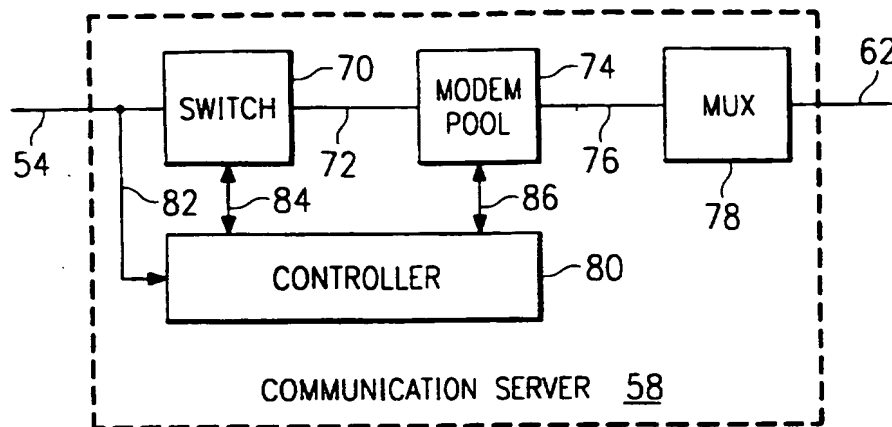 70
74
62
SWITCH
MODEM
POOL
MUX
54
72
76
78
82
84
86
CONTROLLER
80
COMMUNICATION SERVER 58